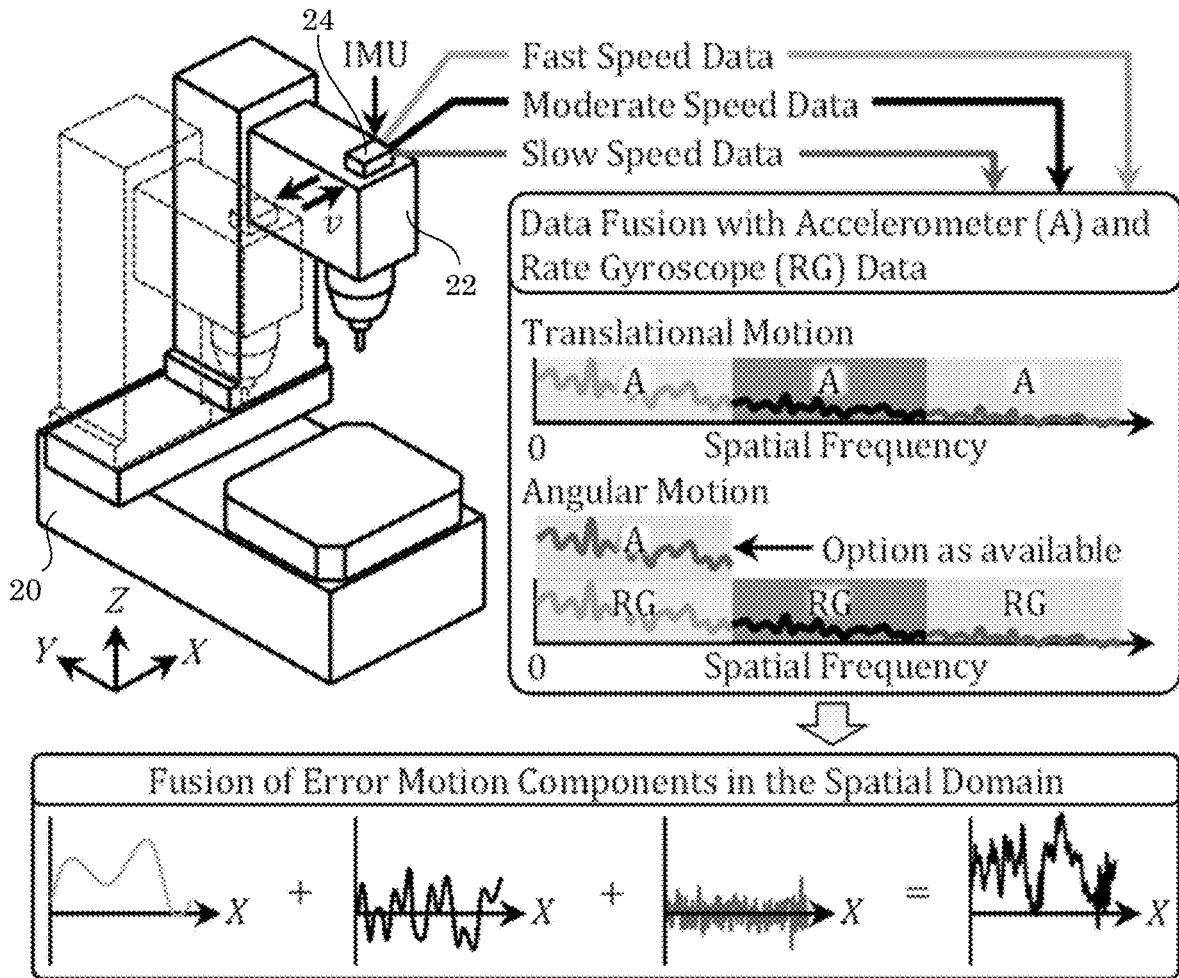 24
IMU
Fast Speed Data
Moderate Speed Data
Slow Speed Data
v
22
Data Fusion with Accelerometer (A) and
Rate Gyroscope (RG) Data
Translational Motion
A A A
0 Spatial Frequency
Angular Motion
A Option as available
RG RG RG
0 Spatial Frequency
20
Z
Y X
Fusion of Error Motion Components in the Spatial Domain
X + X + X = X